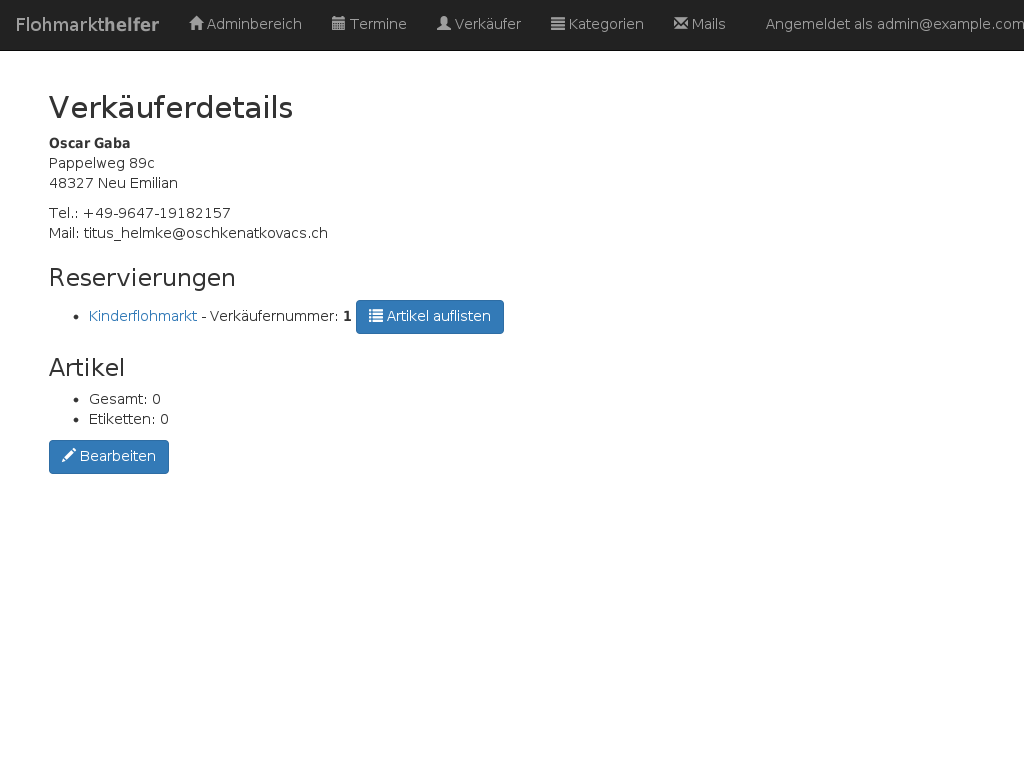 Flohmarkthelfer Adminbereich Termine Verkäufer Kategorien Mails Angemeldet als admin@example.com
Verkäuferdetails
Oscar Gaba
Pappelweg 89c
48327 Neu Emilian
Tel.: +49-9647-19182157
Mail: titus_helmke@oschkenatkovacs.ch
Reservierungen
Kinderflohmarkt - Verkäufernummer: 1 Artikel auflisten
Artikel
Gesamt: 0
Etiketten: 0
Bearbeiten